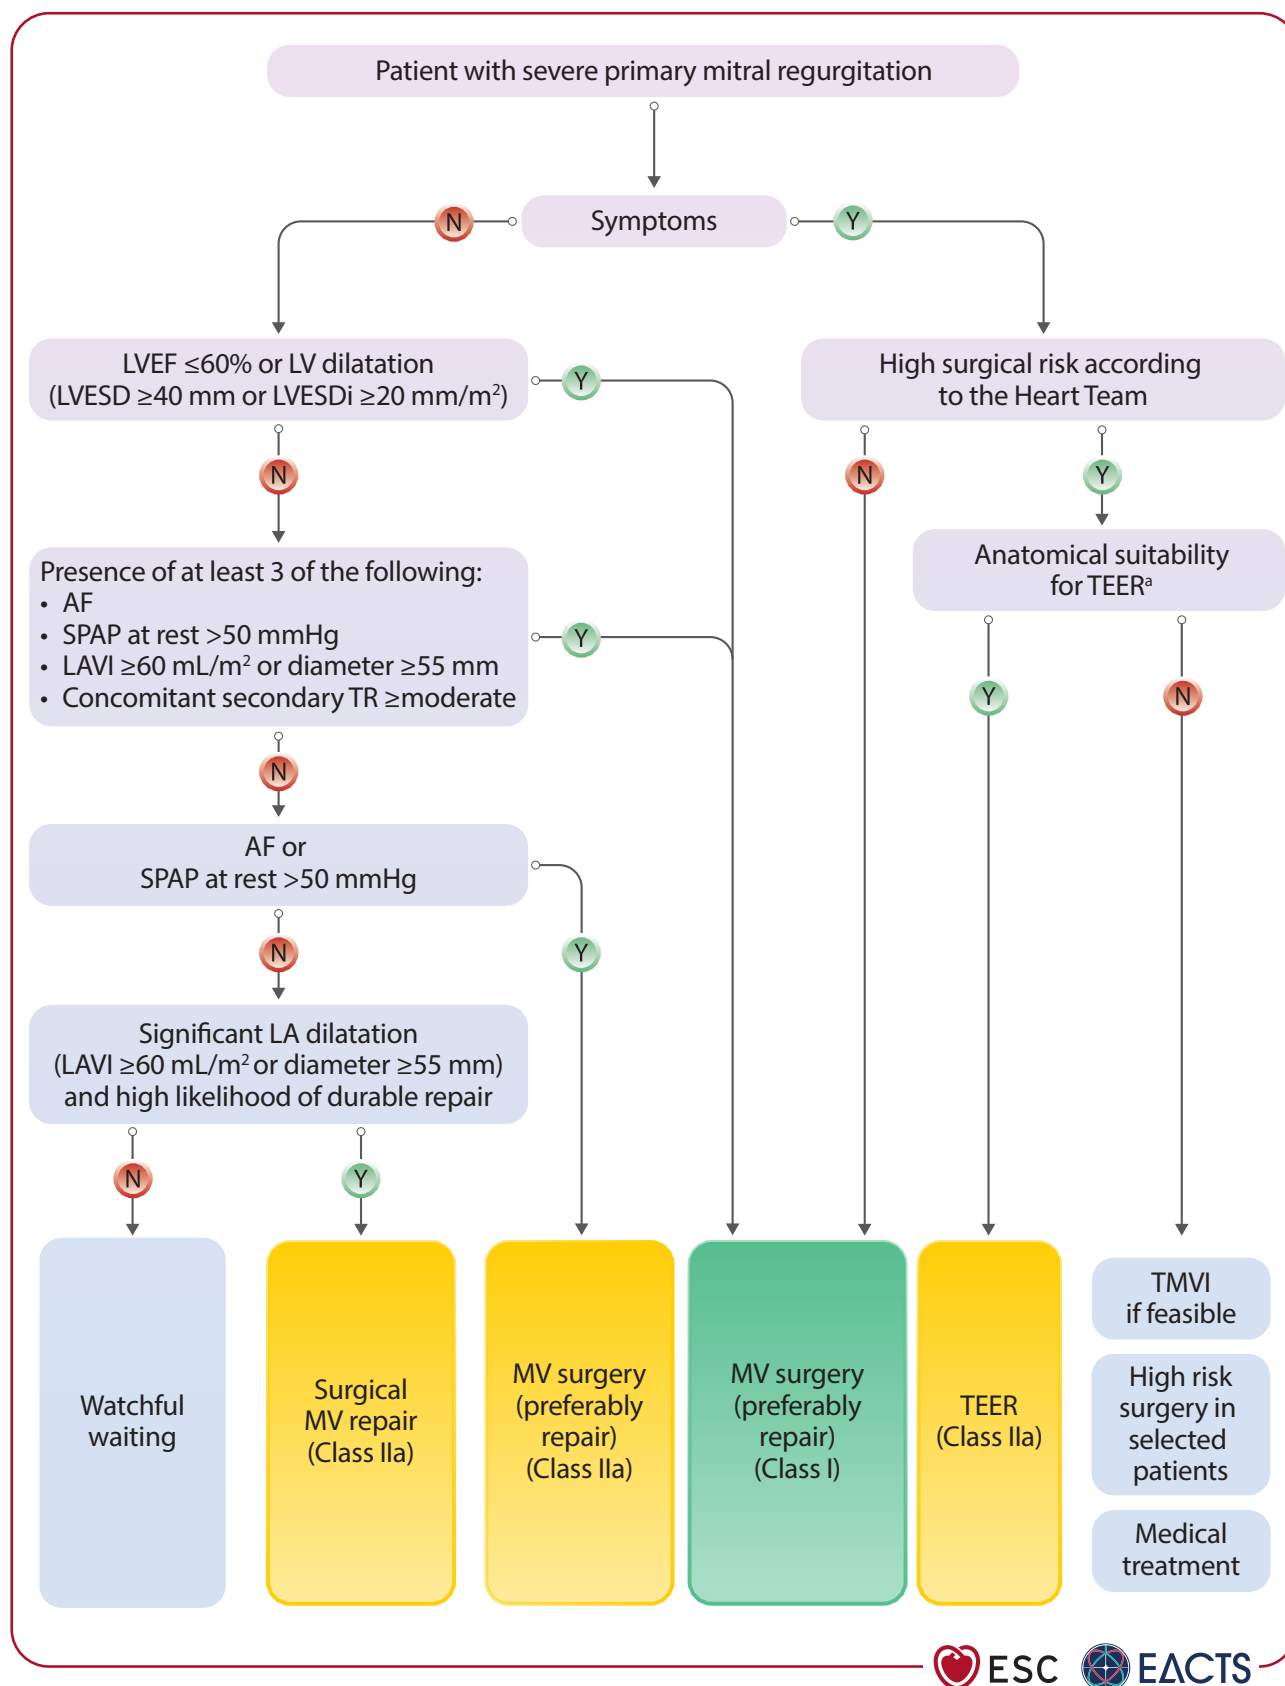 Patient with severe primary mitral regurgitation
Symptoms
N
Y
LVEF ≤60% or LV dilatation
(LVESD ≥40 mm or LVESDi ≥20 mm/m²)
Y
N
High surgical risk according
to the Heart Team
N
Y
Presence of at least 3 of the following:
• AF
• SPAP at rest >50 mmHg
• LAVI ≥60 mL/m² or diameter ≥55 mm
• Concomitant secondary TR ≥moderate
Y
N
Anatomical suitability
for TEERᵃ
Y
N
AF or
SPAP at rest >50 mmHg
N
Y
Significant LA dilatation
(LAVI ≥60 mL/m² or diameter ≥55 mm)
and high likelihood of durable repair
N
Y
Watchful
waiting
Surgical
MV repair
(Class IIa)
MV surgery
(preferably
repair)
(Class IIa)
MV surgery
(preferably
repair)
(Class I)
TEER
(Class IIa)
TMVI
if feasible
High risk
surgery in
selected
patients
Medical
treatment
ESC
EACTS